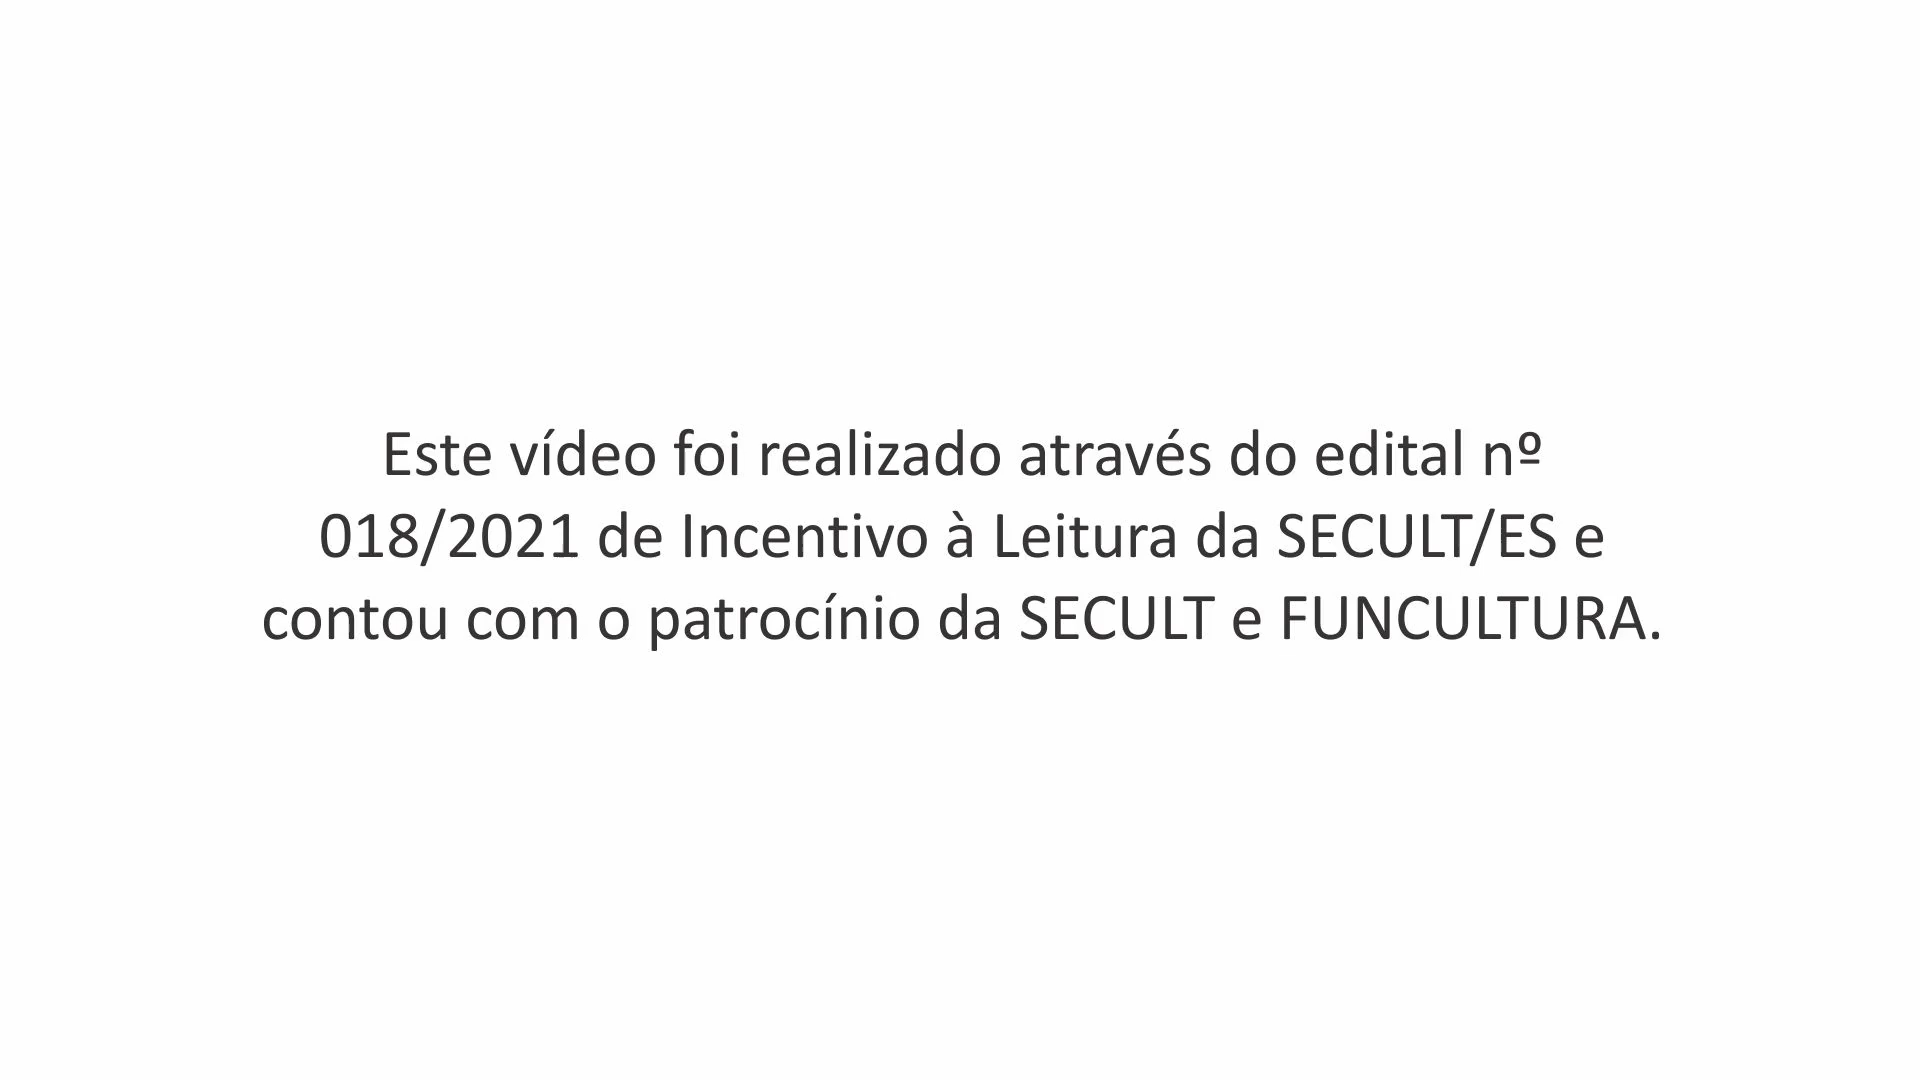 Este vídeo foi realizado através do edital nº
018/2021 de Incentivo à Leitura da SECULT/ES e
contou com o patrocínio da SECULT e FUNCULTURA.